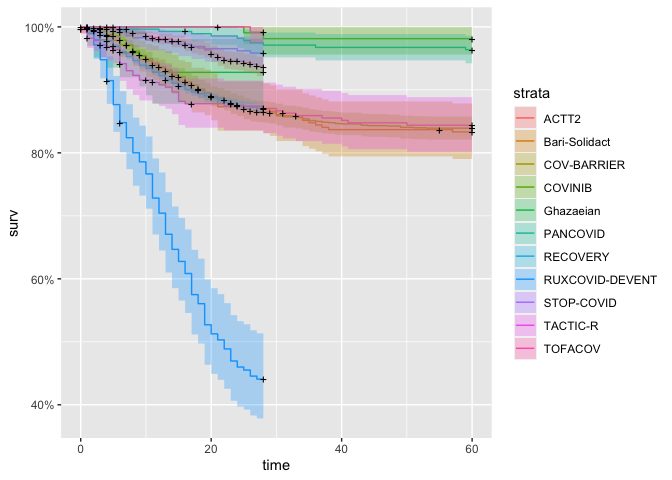 100%
80%
60%
40%
surv
0
20
40
60
time
strata
ACTT2
Bari-Solidact
COV-BARRIER
COVINIB
Ghazaeian
PANCOVID
RECOVERY
RUXCOVID-DEVENT
STOP-COVID
TACTIC-R
TOFACOV